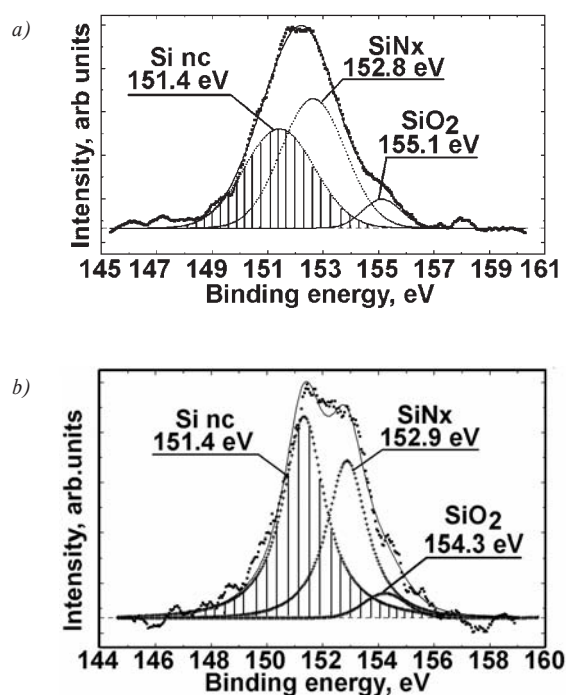 a)
Intensity, arb units
Si nc
151.4 eV
SiNx
152.8 eV
SiO2
155.1 eV
145 147 149 151 153 155 157 159 161
Binding energy, eV
b)
Intensity, arb.units
Si nc
151.4 eV
SiNx
152.9 eV
SiO2
154.3 eV
144 146 148 150 152 154 156 158 160
Binding energy, eV